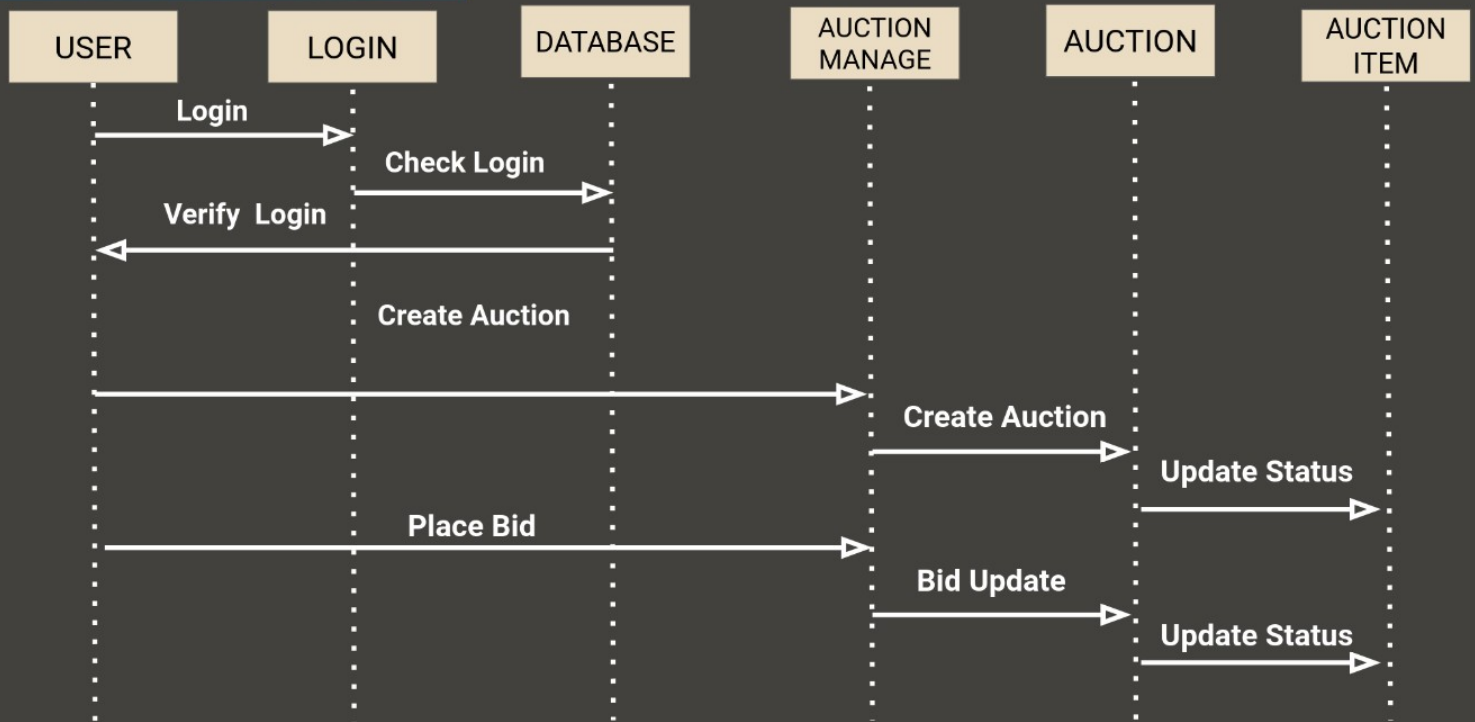 USER
LOGIN
DATABASE
AUCTION
MANAGE
AUCTION
AUCTION
ITEM
Login
Check Login
Verify Login
Create Auction
Create Auction
Update Status
Place Bid
Bid Update
Update Status